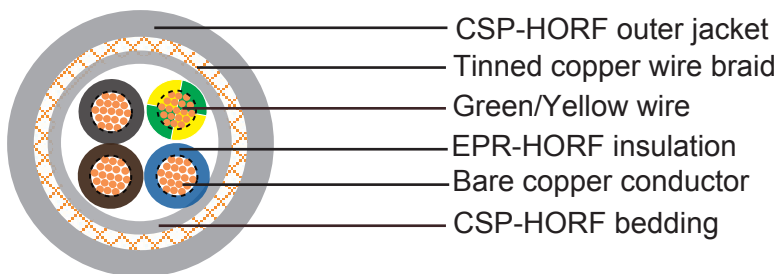 CSP-HORF outer jacket
Tinned copper wire braid
Green/Yellow wire
EPR-HORF insulation
Bare copper conductor
CSP-HORF bedding